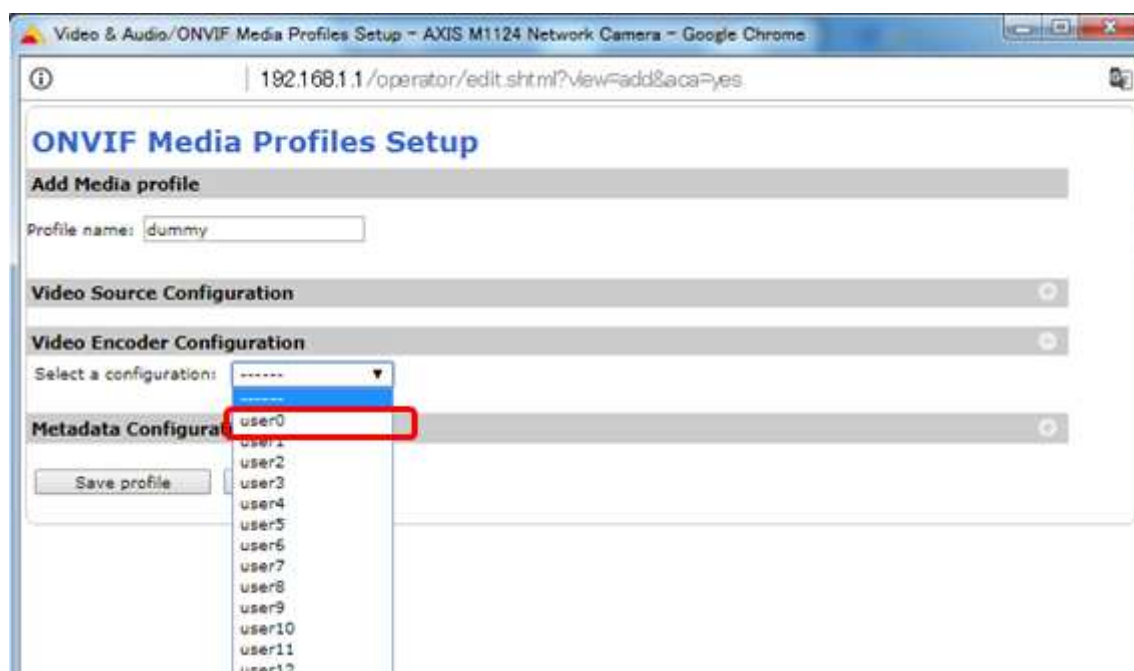 Video & Audio/ONVIF Media Profiles Setup - AXIS M1124 Network Camera - Google Chrome
192.168.1.1/operator/edit.shtml?view=add&aca=yes
ONVIF Media Profiles Setup
Add Media profile
Profile name: dummy
Video Source Configuration
Video Encoder Configuration
Select a configuration: ------
------
user0
Metadata
user1
user2
user3
Save profile
user4
user5
user6
user7
user8
user9
user10
user11
user12